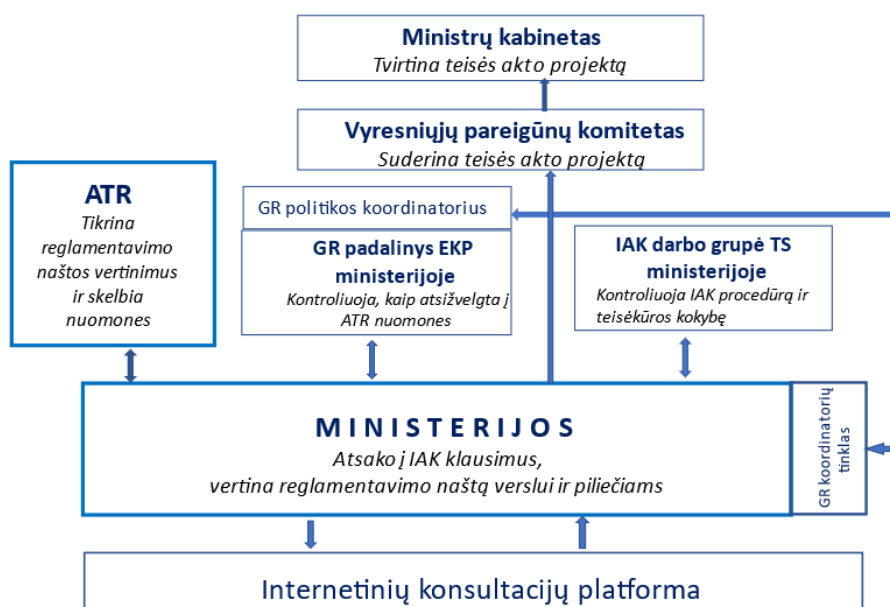 Ministrų kabinetas
Tvirtina teisės akto projektą
Vyresniųjų pareigūnų komitetas
Suderina teisės akto projektą
ATR
Tikrina
reglamentavimo
naštos vertinimus
ir skelbia
nuomones
GR politikos koordinatorius
GR padalinys EKP
ministerijoje
Kontroliuoja, kaip atsižvelgta į
ATR nuomones
IAK darbo grupė TS
ministerijoje
Kontroliuoja IAK procedūrą ir
teisėkūros kokybę
MINISTERIJOS
Atsako į IAK klausimus,
vertina reglamentavimo naštą verslui ir piliečiams
GR koordinatorių
tinklas
Internetinių konsultacijų platforma